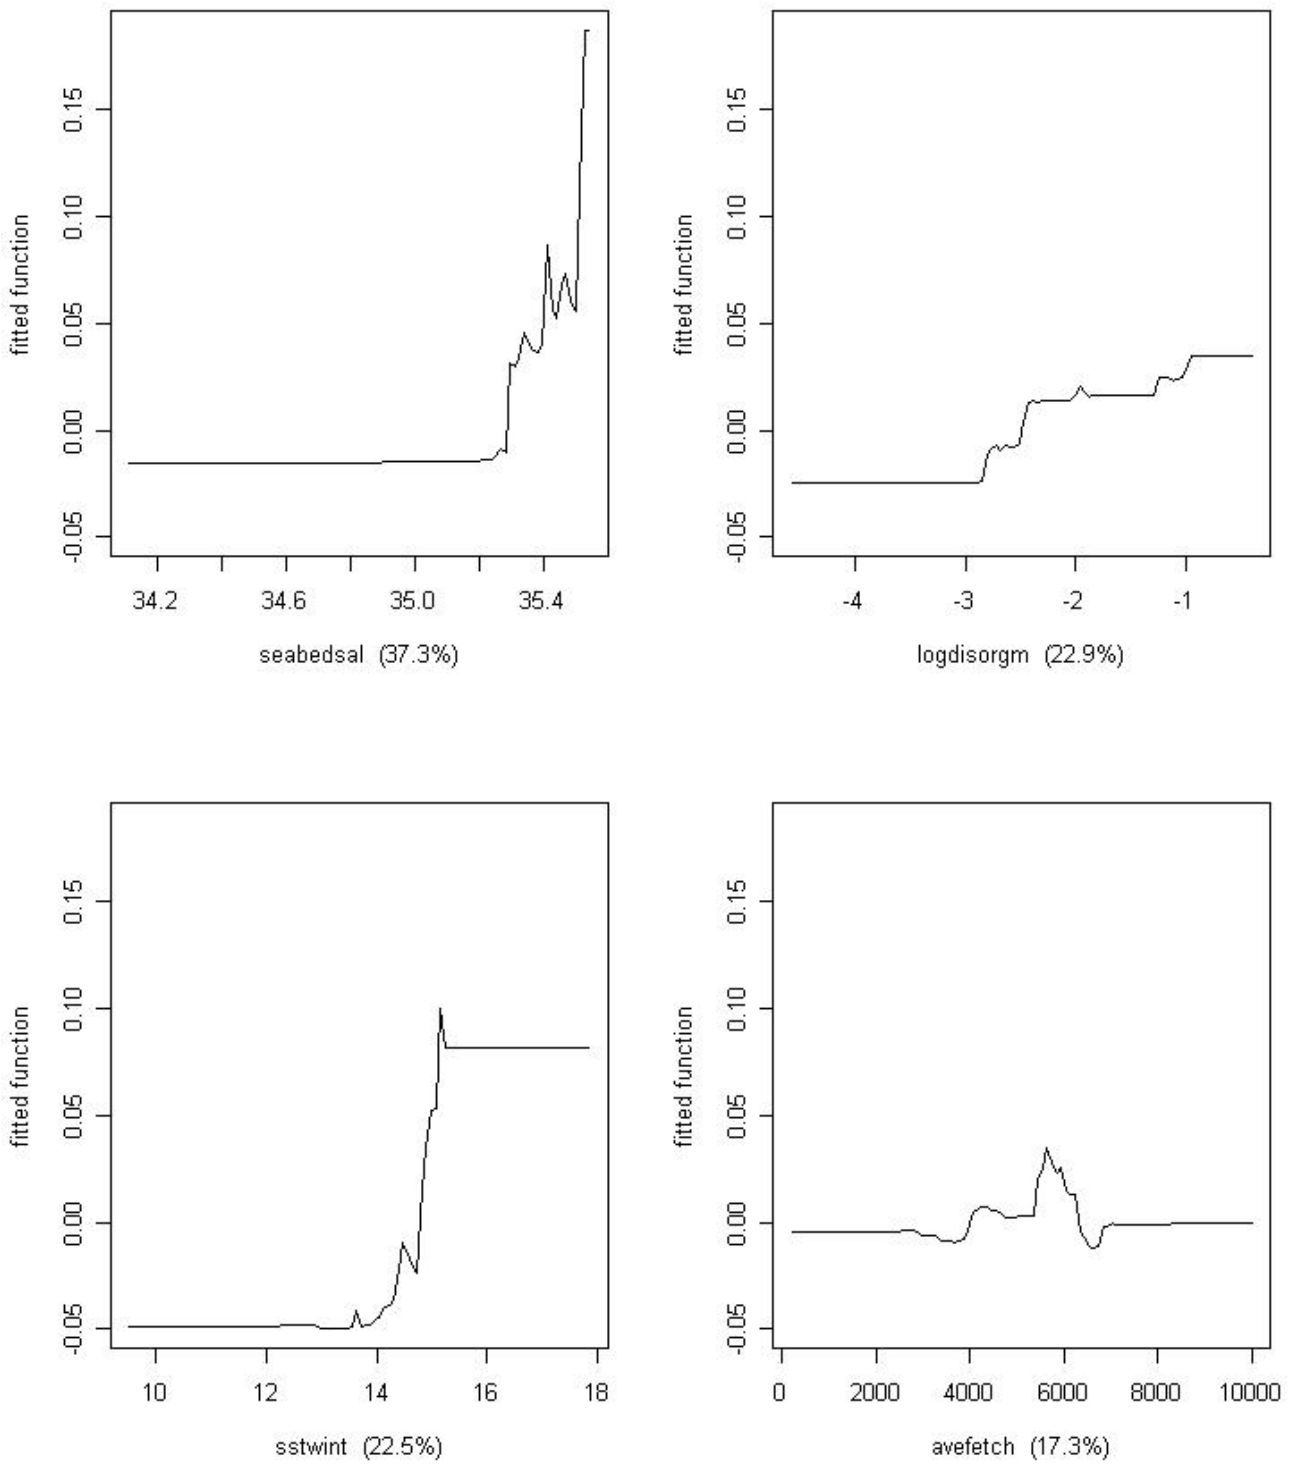 fitted function
0.15
0.10
0.05
0.00
-0.05
34.2 34.6 35.0 35.4
seabedsal (37.3%)
fitted function
0.15
0.10
0.05
0.00
-0.05
-4 -3 -2 -1
logdisorgm (22.9%)
fitted function
0.15
0.10
0.05
0.00
-0.05
10 12 14 16 18
sstwint (22.5%)
fitted function
0.15
0.10
0.05
0.00
-0.05
0 2000 4000 6000 8000 10000
avefetch (17.3%)